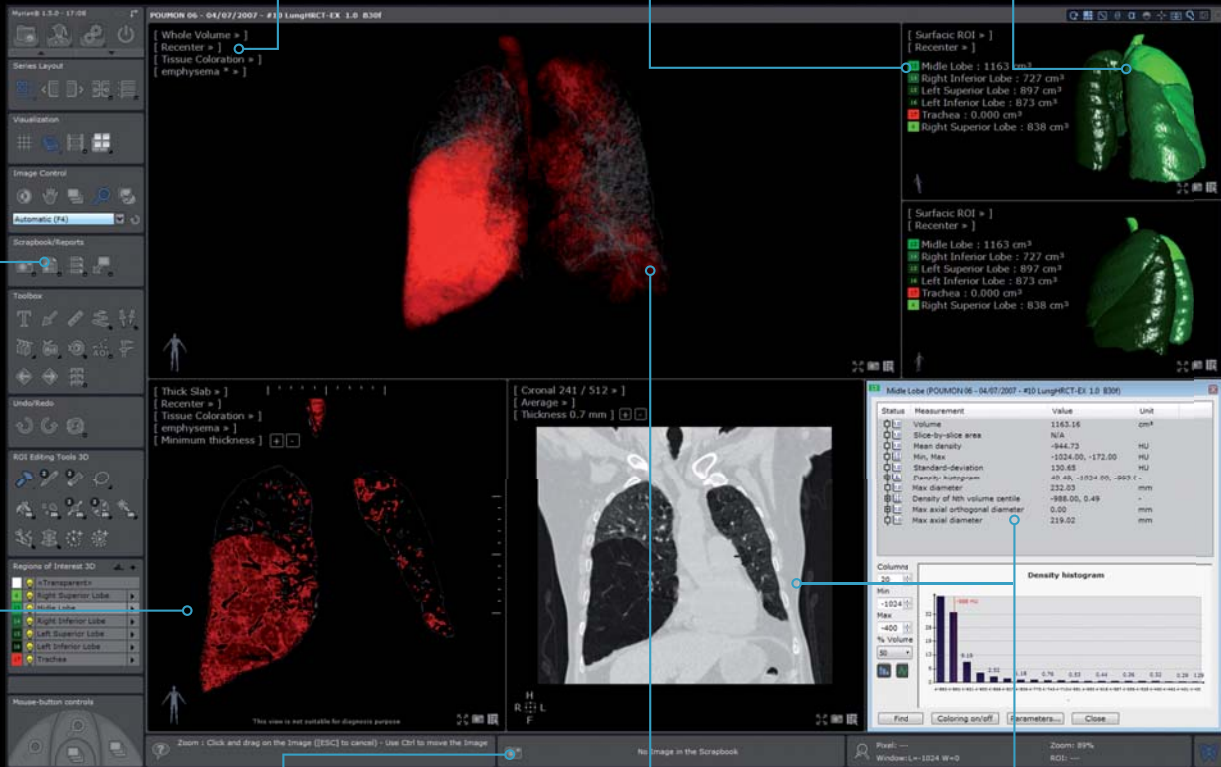 Myrian® 1.5.0 - 17:08
POUMON 06 - 04/07/2007 - #10 LungHRCT-EX 1.0 B30f
Series Layout
Visualization
Image Control
Automatic (F4)
Scrapbook/Reports
Toolbox
Undo/Redo
ROI Editing Tools 3D
Regions of Interest 3D
<Transparent>
Right Superior Lobe
Midle Lobe
Right Inferior Lobe
Left Superior Lobe
Left Inferior Lobe
Trachea
Mouse-button controls
[ Whole Volume » ]
[ Recenter » ]
[ Tissue Coloration » ]
[ emphysema * » ]
[ Surfacic ROI » ]
[ Recenter » ]
Midle Lobe : 1163 cm³
Right Inferior Lobe : 727 cm³
Left Superior Lobe : 897 cm³
Left Inferior Lobe : 873 cm³
Trachea : 0.000 cm³
Right Superior Lobe : 838 cm³
[ Surfacic ROI » ]
[ Recenter » ]
Midle Lobe : 1163 cm³
Right Inferior Lobe : 727 cm³
Left Superior Lobe : 897 cm³
Left Inferior Lobe : 873 cm³
Trachea : 0.000 cm³
Right Superior Lobe : 838 cm³
[ Thick Slab » ]
[ Recenter » ]
[ Tissue Coloration » ]
[ emphysema » ]
[ Minimum thickness ] + -
This view is not suitable for diagnosis purpose
[ Coronal 241 / 512 » ]
[ Average » ]
[ Thickness 0.7 mm ] + -
H
R L
F
Midle Lobe (POUMON 06 - 04/07/2007 - #10 LungHRCT-EX 1.0 B30f)
Status Measurement Value Unit
Volume 1163.16 cm³
Slice-by-slice area N/A
Mean density -944.73 HU
Min, Max -1024.00, -172.00 HU
Standard-deviation 130.65 HU
Density histogram
Max diameter 232.03 mm
Density of Nth volume centile -988.00, 0.49 -
Max axial orthogonal diameter 0.00 mm
Max axial diameter 219.02 mm
Columns
20
Min
-1024
Max
-400
% Volume
50
Density histogram
-988 HU
Find Coloring on/off Parameters... Close
Zoom : Click and drag on the Image ([ESC] to cancel) - Use Ctrl to move the Image
No Image in the Scrapbook
Pixel: --- Zoom: 89%
Window:L=-1024 W=0 ROI: ---